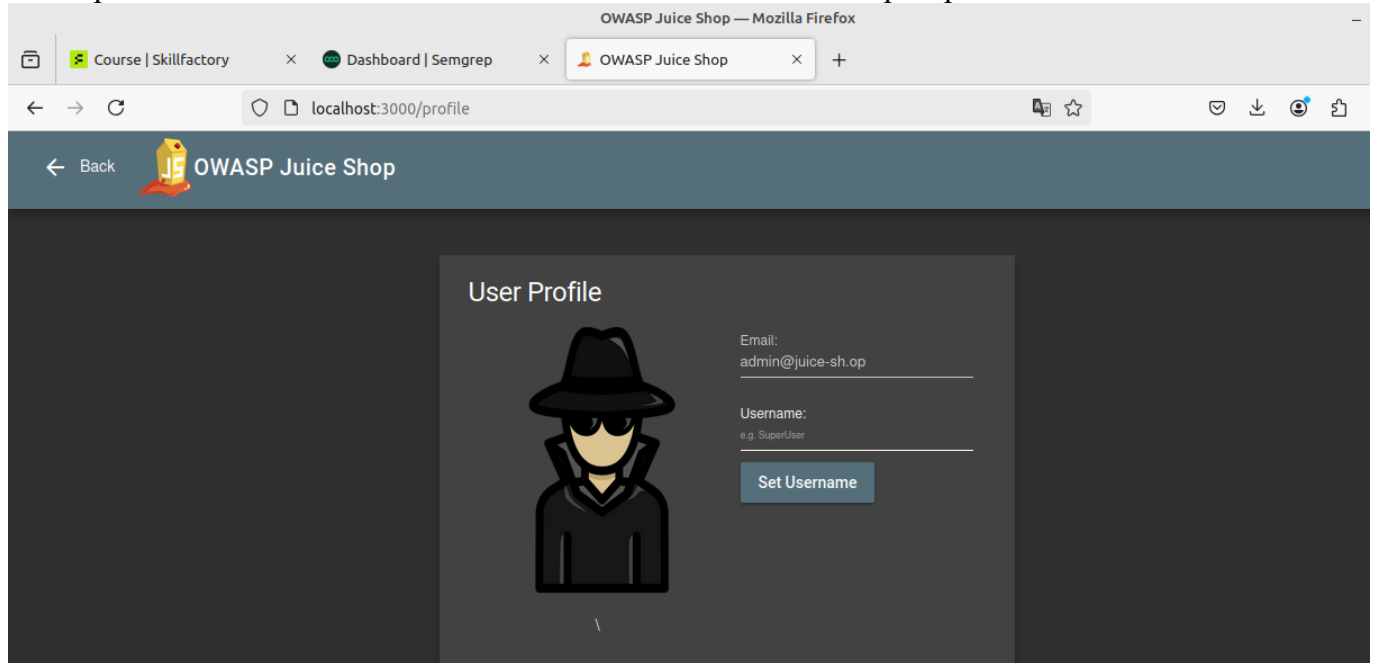 OWASP Juice Shop — Mozilla Firefox
Course | Skillfactory
Dashboard | Semgrep
OWASP Juice Shop
localhost:3000/profile
Back
JS
OWASP Juice Shop
User Profile
Email:
admin@juice-sh.op
Username:
e.g. SuperUser
Set Username
\